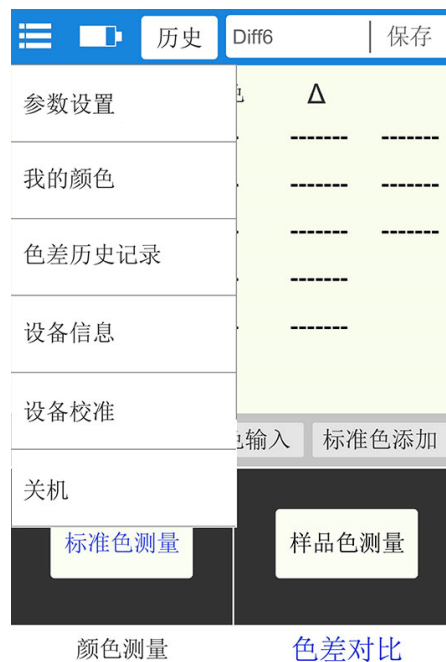 历史 Diff6 保存
参数设置
Δ
------- -------
我的颜色
------- -------
色差历史记录
------- -------
-------
设备信息
-------
设备校准
输入 标准色添加
关机
标准色测量 样品色测量
颜色测量 色差对比